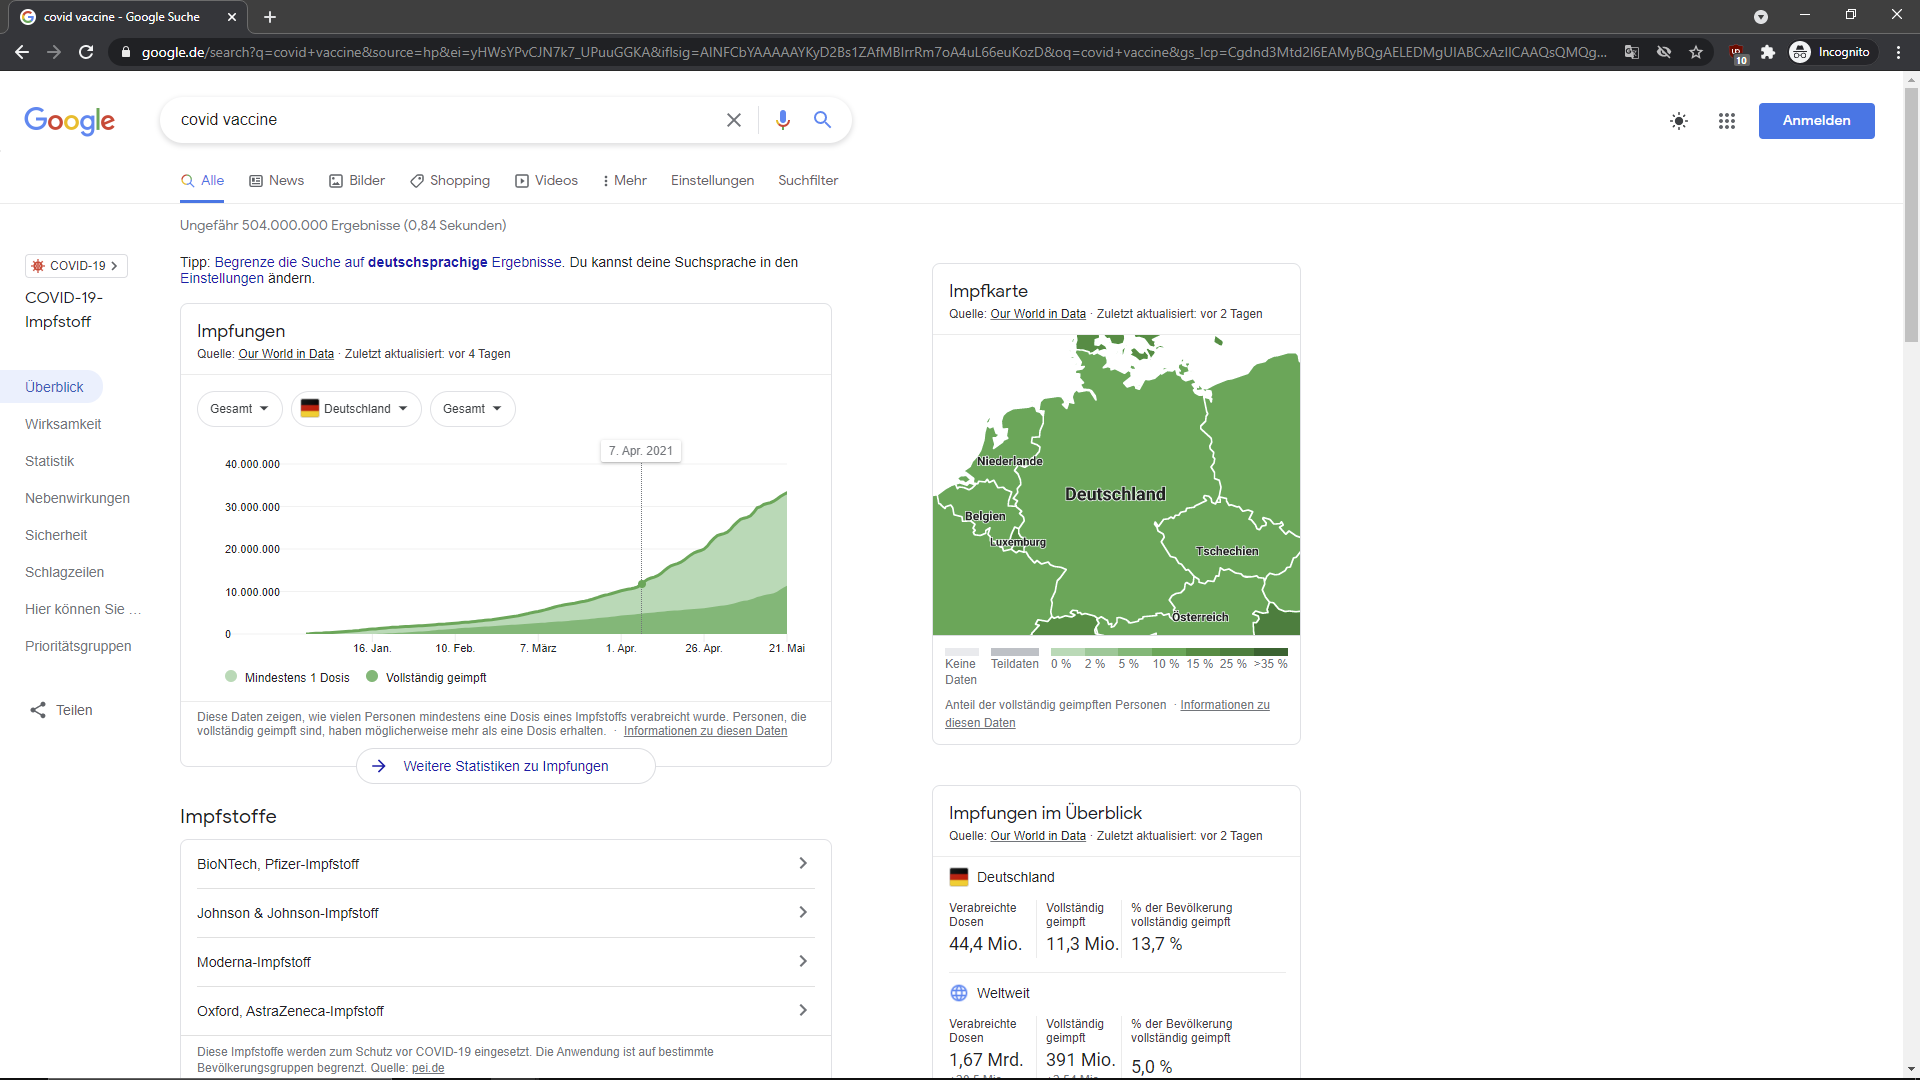 covid vaccine - Google Suche
google.de/search?q=covid+vaccine&source=hp&ei=yHWsYPvCJN7k7_UPuuGGKA&iflsig=AINFCbYAAAAAYKyD2Bs1ZAfMBIrrRm7oA4uL66euKozD&oq=covid+vaccine&gs_lcp=Cgdnd3Mtd2l6EAMyBQgAELEDMgUIABCxAzIICAAQsQMQg...
10
Incognito
Google
covid vaccine
Anmelden
Alle
News
Bilder
Shopping
Videos
Mehr
Einstellungen
Suchfilter
Ungefähr 504.000.000 Ergebnisse (0,84 Sekunden)
COVID-19
COVID-19-
Impfstoff
Überblick
Wirksamkeit
Statistik
Nebenwirkungen
Sicherheit
Schlagzeilen
Hier können Sie ...
Prioritätsgruppen
Teilen
Tipp: Begrenze die Suche auf deutschsprachige Ergebnisse. Du kannst deine Suchsprache in den
Einstellungen ändern.
Impfungen
Quelle: Our World in Data · Zuletzt aktualisiert: vor 4 Tagen
Gesamt
Deutschland
Gesamt
7. Apr. 2021
40.000.000
30.000.000
20.000.000
10.000.000
0
16. Jan.
10. Feb.
7. März
1. Apr.
26. Apr.
21. Mai
Mindestens 1 Dosis
Vollständig geimpft
Diese Daten zeigen, wie vielen Personen mindestens eine Dosis eines Impfstoffs verabreicht wurde. Personen, die
vollständig geimpft sind, haben möglicherweise mehr als eine Dosis erhalten. · Informationen zu diesen Daten
Weitere Statistiken zu Impfungen
Impfstoffe
BioNTech, Pfizer-Impfstoff
Johnson & Johnson-Impfstoff
Moderna-Impfstoff
Oxford, AstraZeneca-Impfstoff
Diese Impfstoffe werden zum Schutz vor COVID-19 eingesetzt. Die Anwendung ist auf bestimmte
Bevölkerungsgruppen begrenzt. Quelle: pei.de
Impfkarte
Quelle: Our World in Data · Zuletzt aktualisiert: vor 2 Tagen
Niederlande
Deutschland
Belgien
Luxemburg
Tschechien
Österreich
Keine
Daten
Teildaten
0 %
2 %
5 %
10 %
15 %
25 %
>35 %
Anteil der vollständig geimpften Personen · Informationen zu
diesen Daten
Impfungen im Überblick
Quelle: Our World in Data · Zuletzt aktualisiert: vor 2 Tagen
Deutschland
Verabreichte
Dosen
44,4 Mio.
Vollständig
geimpft
11,3 Mio.
% der Bevölkerung
vollständig geimpft
13,7 %
Weltweit
Verabreichte
Dosen
1,67 Mrd.
Vollständig
geimpft
391 Mio.
% der Bevölkerung
vollständig geimpft
5,0 %